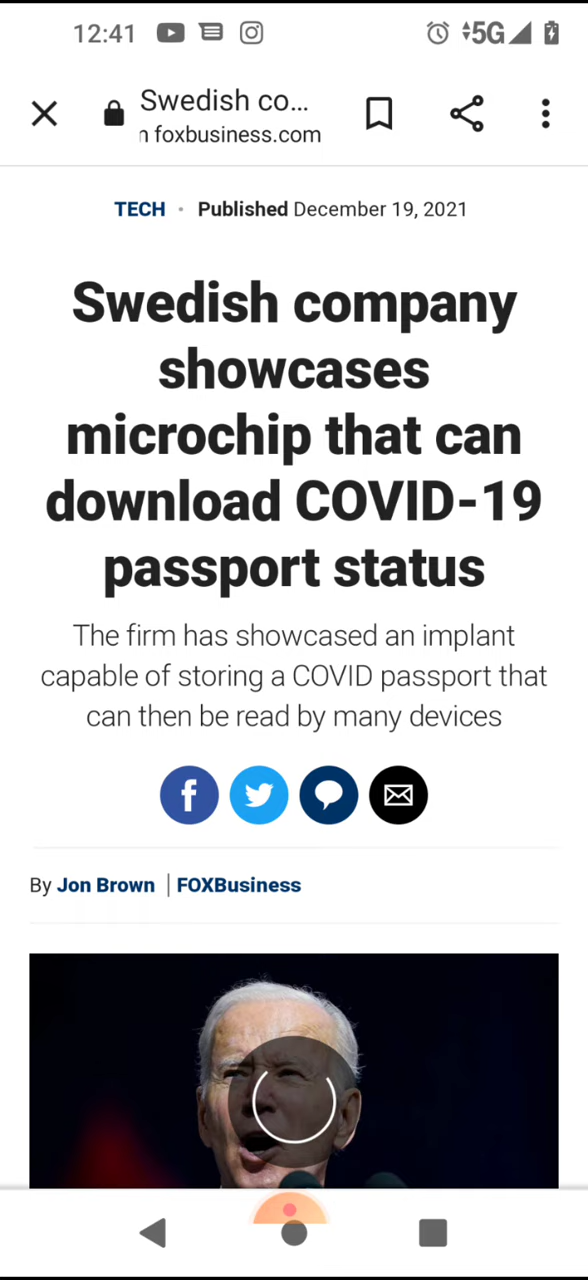 12:41 5G
Swedish co...
foxbusiness.com
TECH • Published December 19, 2021
Swedish company
showcases
microchip that can
download COVID-19
passport status
The firm has showcased an implant
capable of storing a COVID passport that
can then be read by many devices
By Jon Brown | FOXBusiness